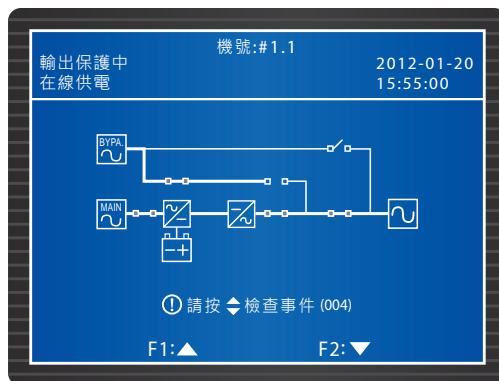 機號:#1.1
輸出保護中
在線供電
2012-01-20
15:55:00
BYPA.
MAIN
請按 檢查事件 (004)
F1:
F2: